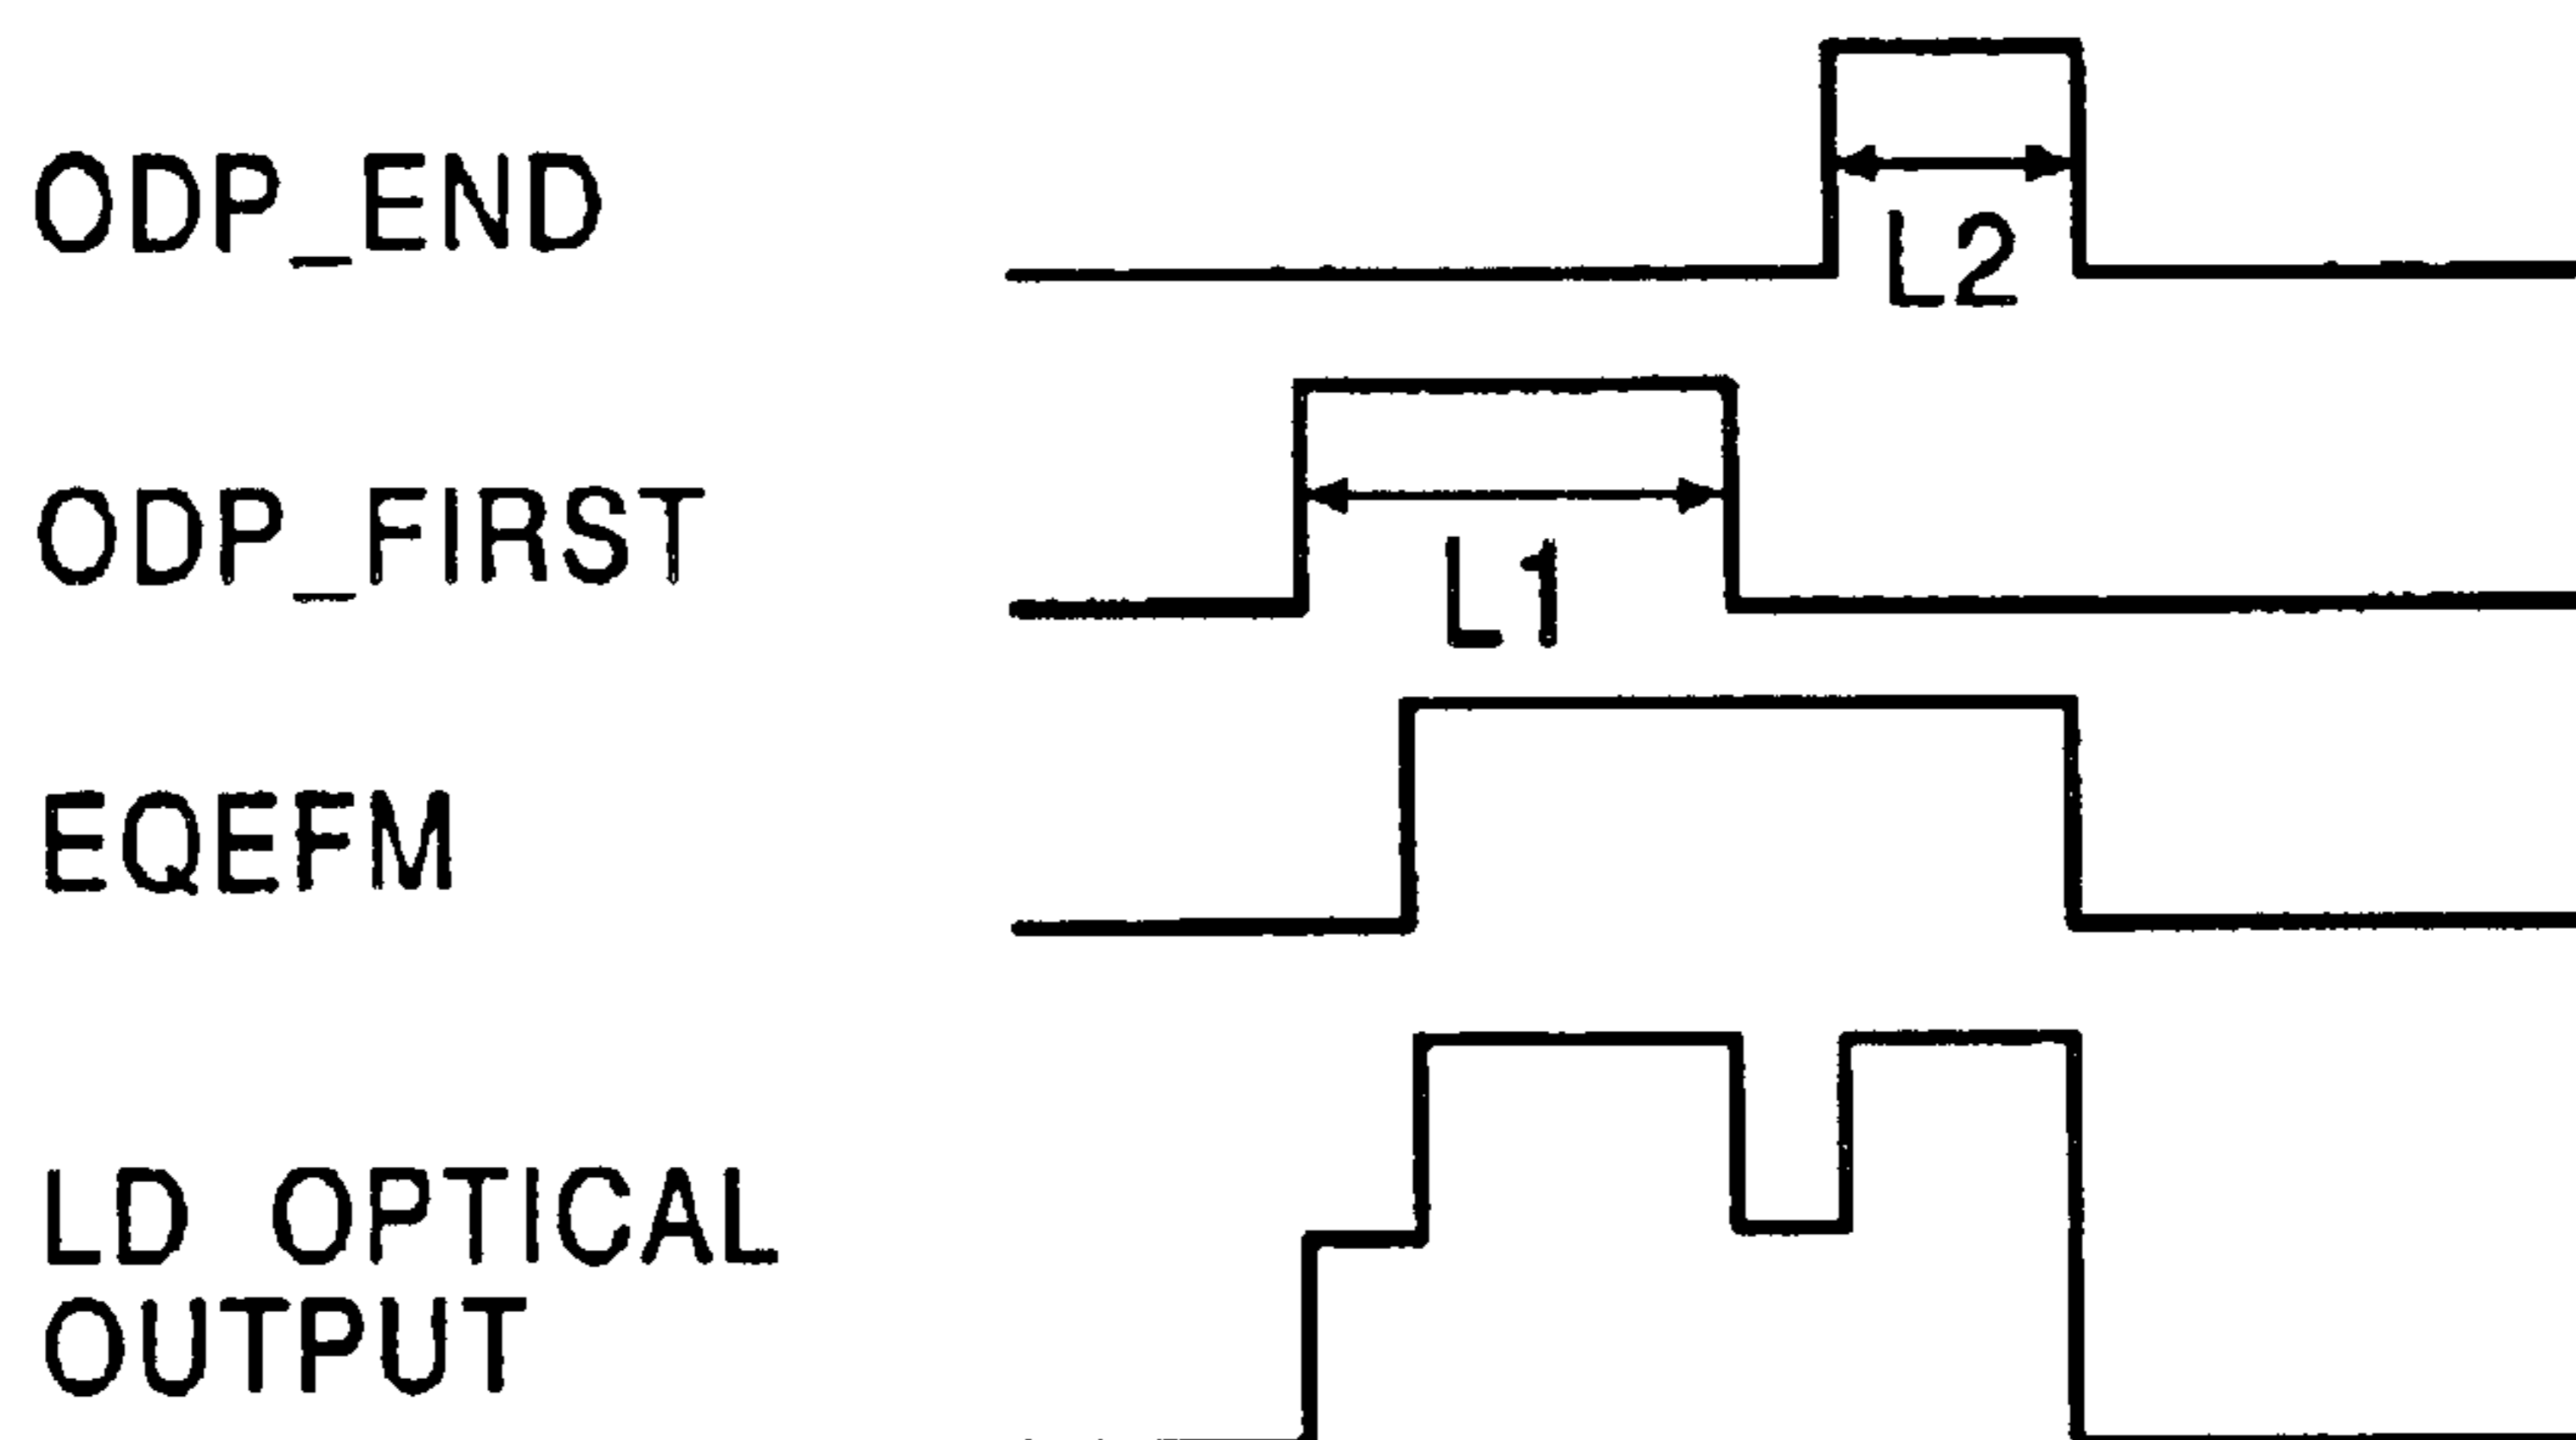 ODP_END
L2
ODP_FIRST
L1
EQEFM
LD OPTICAL
OUTPUT